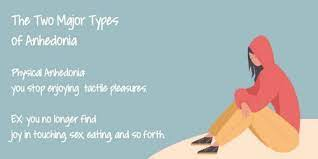 The Two Major Types
of Anhedonia
Physical Anhedonia
you stop enjoying tactile pleasures.
EX: you no longer find
joy in touching, sex, eating, and so forth.